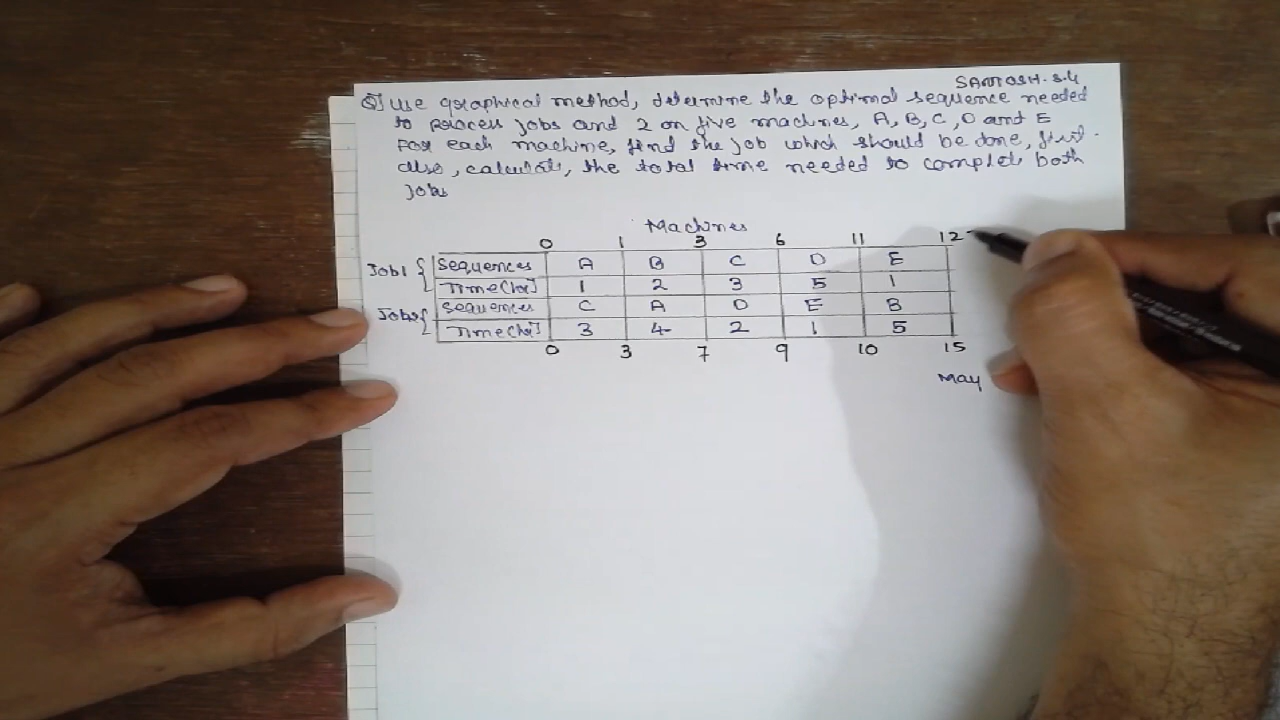 SANTOSH.S.U
Q] Use graphical method, determine the optimal sequence needed
to process jobs and 2 on five machines, A, B, C, D and E
For each machine, find the job which should be done, first.
also, calculate, the total time needed to complete both
Jobs
Machines
0 1 3 6 11 12
Job1 { Sequences A B C D E
Time(hr) 1 2 3 5 1
Job2 { Sequences C A D E B
Time(hr) 3 4 2 1 5
0 3 7 9 10 15
May